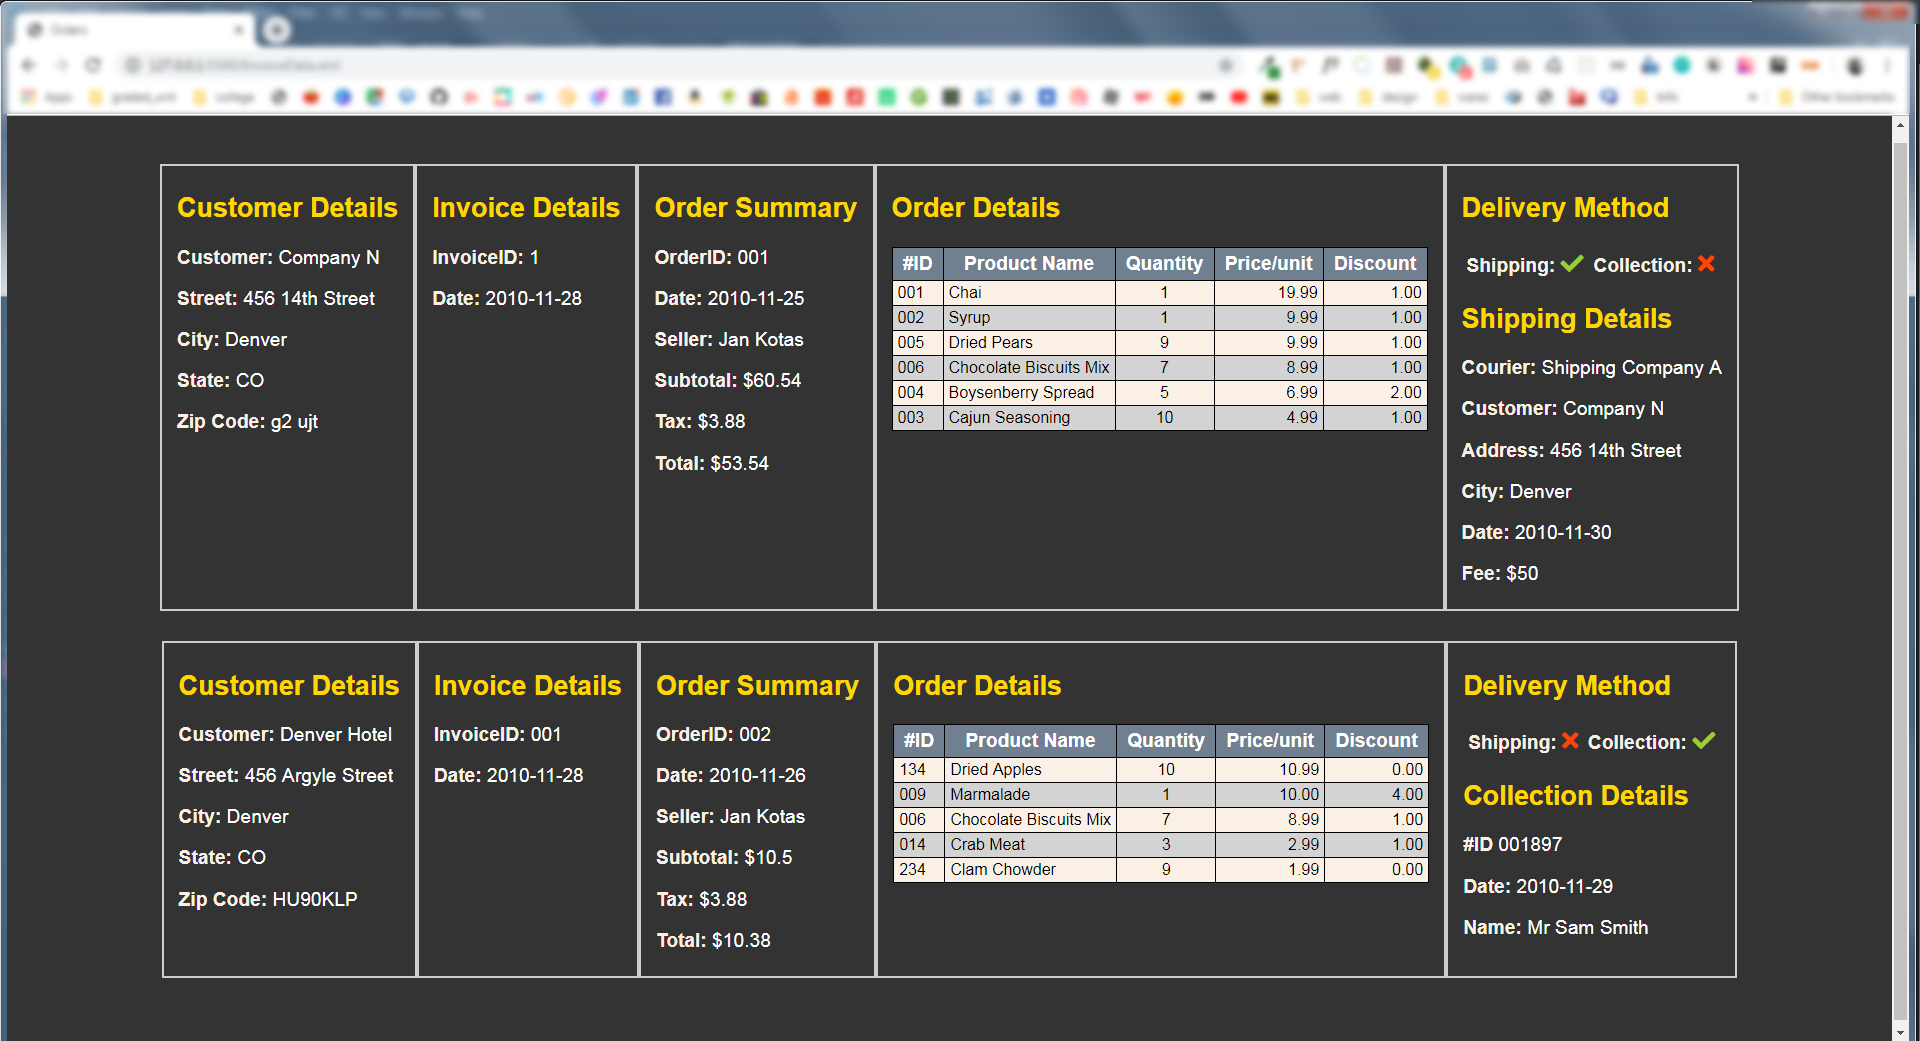 Orders
Apps
Other bookmarks
Customer Details
Customer: Company N
Street: 456 14th Street
City: Denver
State: CO
Zip Code: g2 ujt
Invoice Details
InvoiceID: 1
Date: 2010-11-28
Order Summary
OrderID: 001
Date: 2010-11-25
Seller: Jan Kotas
Subtotal: $60.54
Tax: $3.88
Total: $53.54
Order Details
#ID Product Name Quantity Price/unit Discount
001 Chai 1 19.99 1.00
002 Syrup 1 9.99 1.00
005 Dried Pears 9 9.99 1.00
006 Chocolate Biscuits Mix 7 8.99 1.00
004 Boysenberry Spread 5 6.99 2.00
003 Cajun Seasoning 10 4.99 1.00
Delivery Method
Shipping: Collection:
Shipping Details
Courier: Shipping Company A
Customer: Company N
Address: 456 14th Street
City: Denver
Date: 2010-11-30
Fee: $50
Customer Details
Customer: Denver Hotel
Street: 456 Argyle Street
City: Denver
State: CO
Zip Code: HU90KLP
Invoice Details
InvoiceID: 001
Date: 2010-11-28
Order Summary
OrderID: 002
Date: 2010-11-26
Seller: Jan Kotas
Subtotal: $10.5
Tax: $3.88
Total: $10.38
Order Details
#ID Product Name Quantity Price/unit Discount
134 Dried Apples 10 10.99 0.00
009 Marmalade 1 10.00 4.00
006 Chocolate Biscuits Mix 7 8.99 1.00
014 Crab Meat 3 2.99 1.00
234 Clam Chowder 9 1.99 0.00
Delivery Method
Shipping: Collection:
Collection Details
#ID 001897
Date: 2010-11-29
Name: Mr Sam Smith